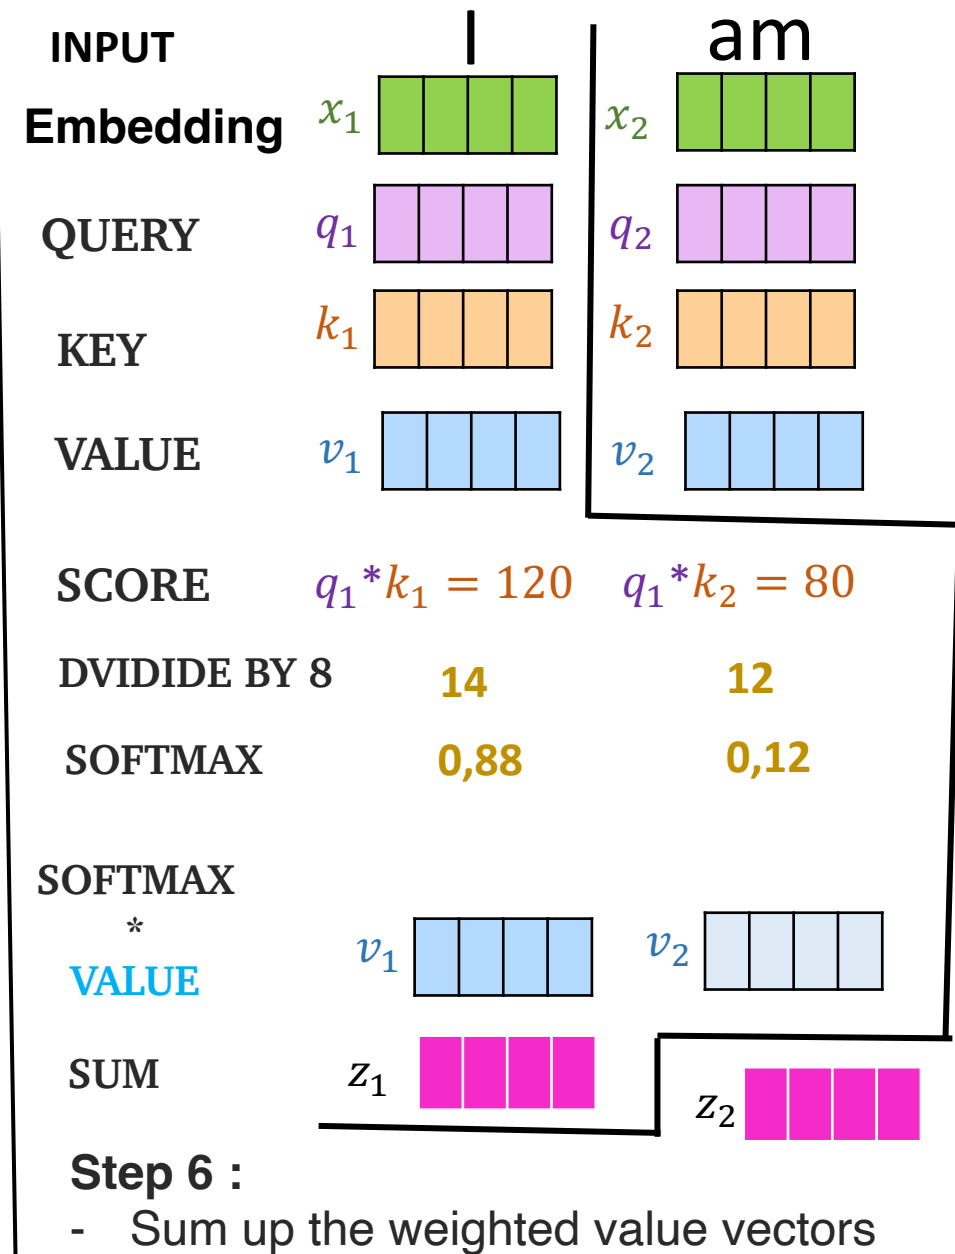 INPUT I am
Embedding x₁ x₂
QUERY q₁ q₂
KEY k₁ k₂
VALUE v₁ v₂
SCORE q₁*k₁ = 120 q₁*k₂ = 80
DVIDIDE BY 8 14 12
SOFTMAX 0,88 0,12
SOFTMAX
*
VALUE v₁ v₂
SUM z₁ z₂
Step 6 :
- Sum up the weighted value vectors